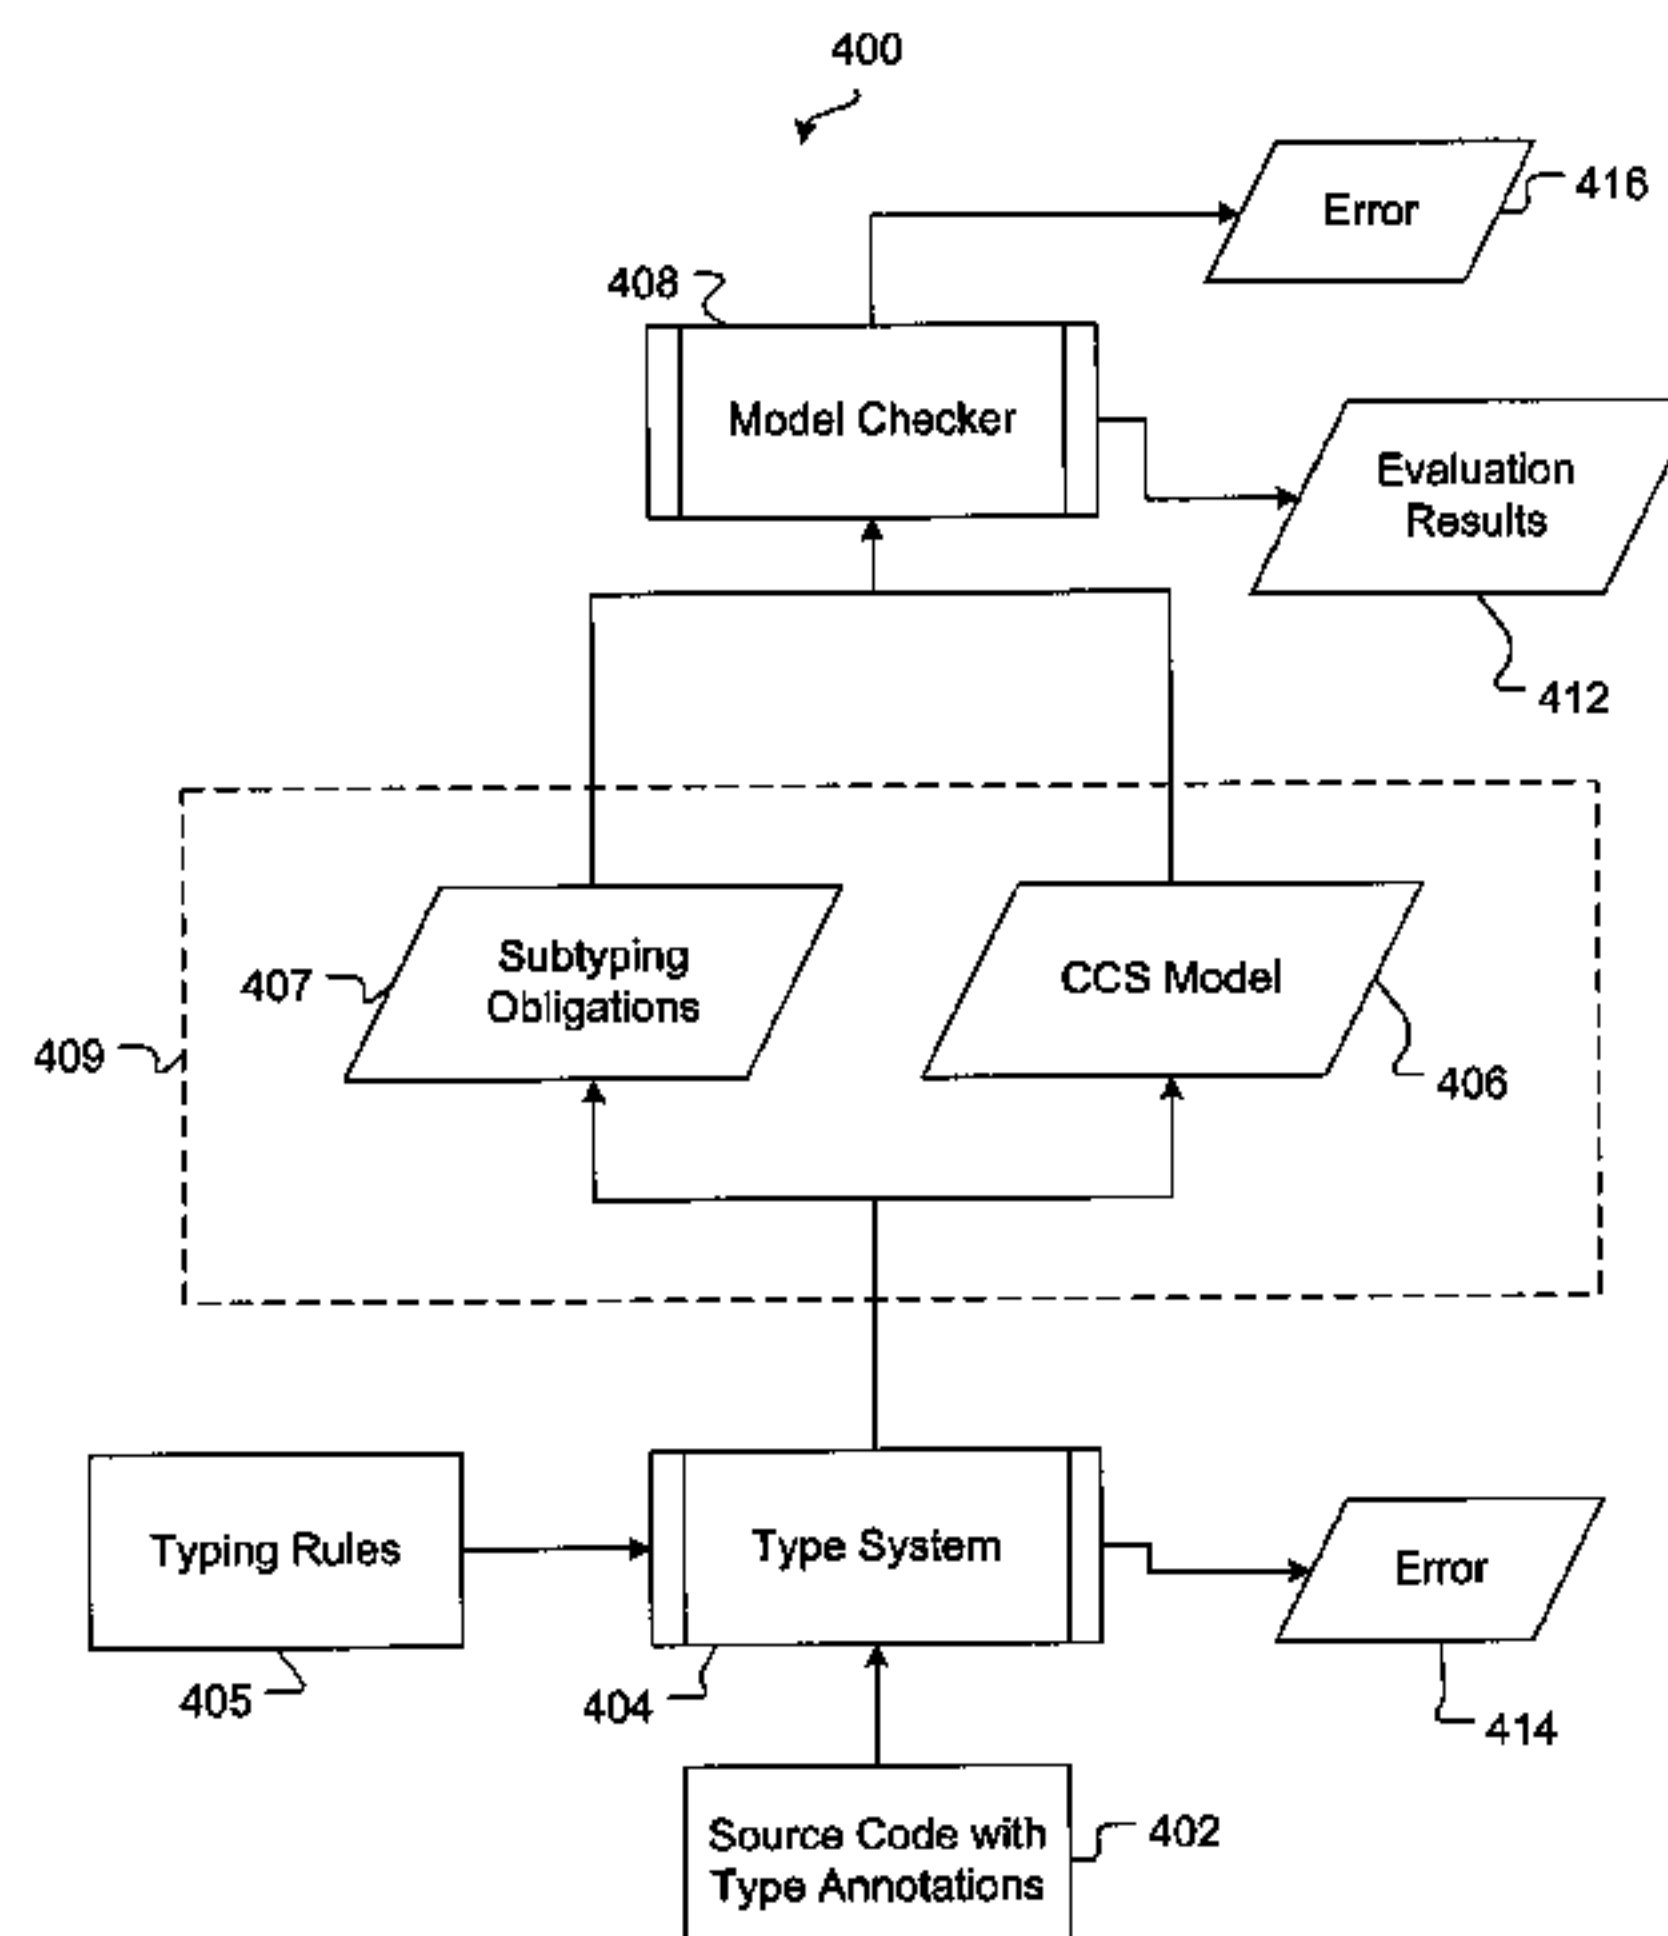 400
Error
416
408
Model Checker
Evaluation
Results
412
Subtyping
Obligations
407
CCS Model
409
406
Typing Rules
Type System
Error
405
404
414
Source Code with
Type Annotations
402